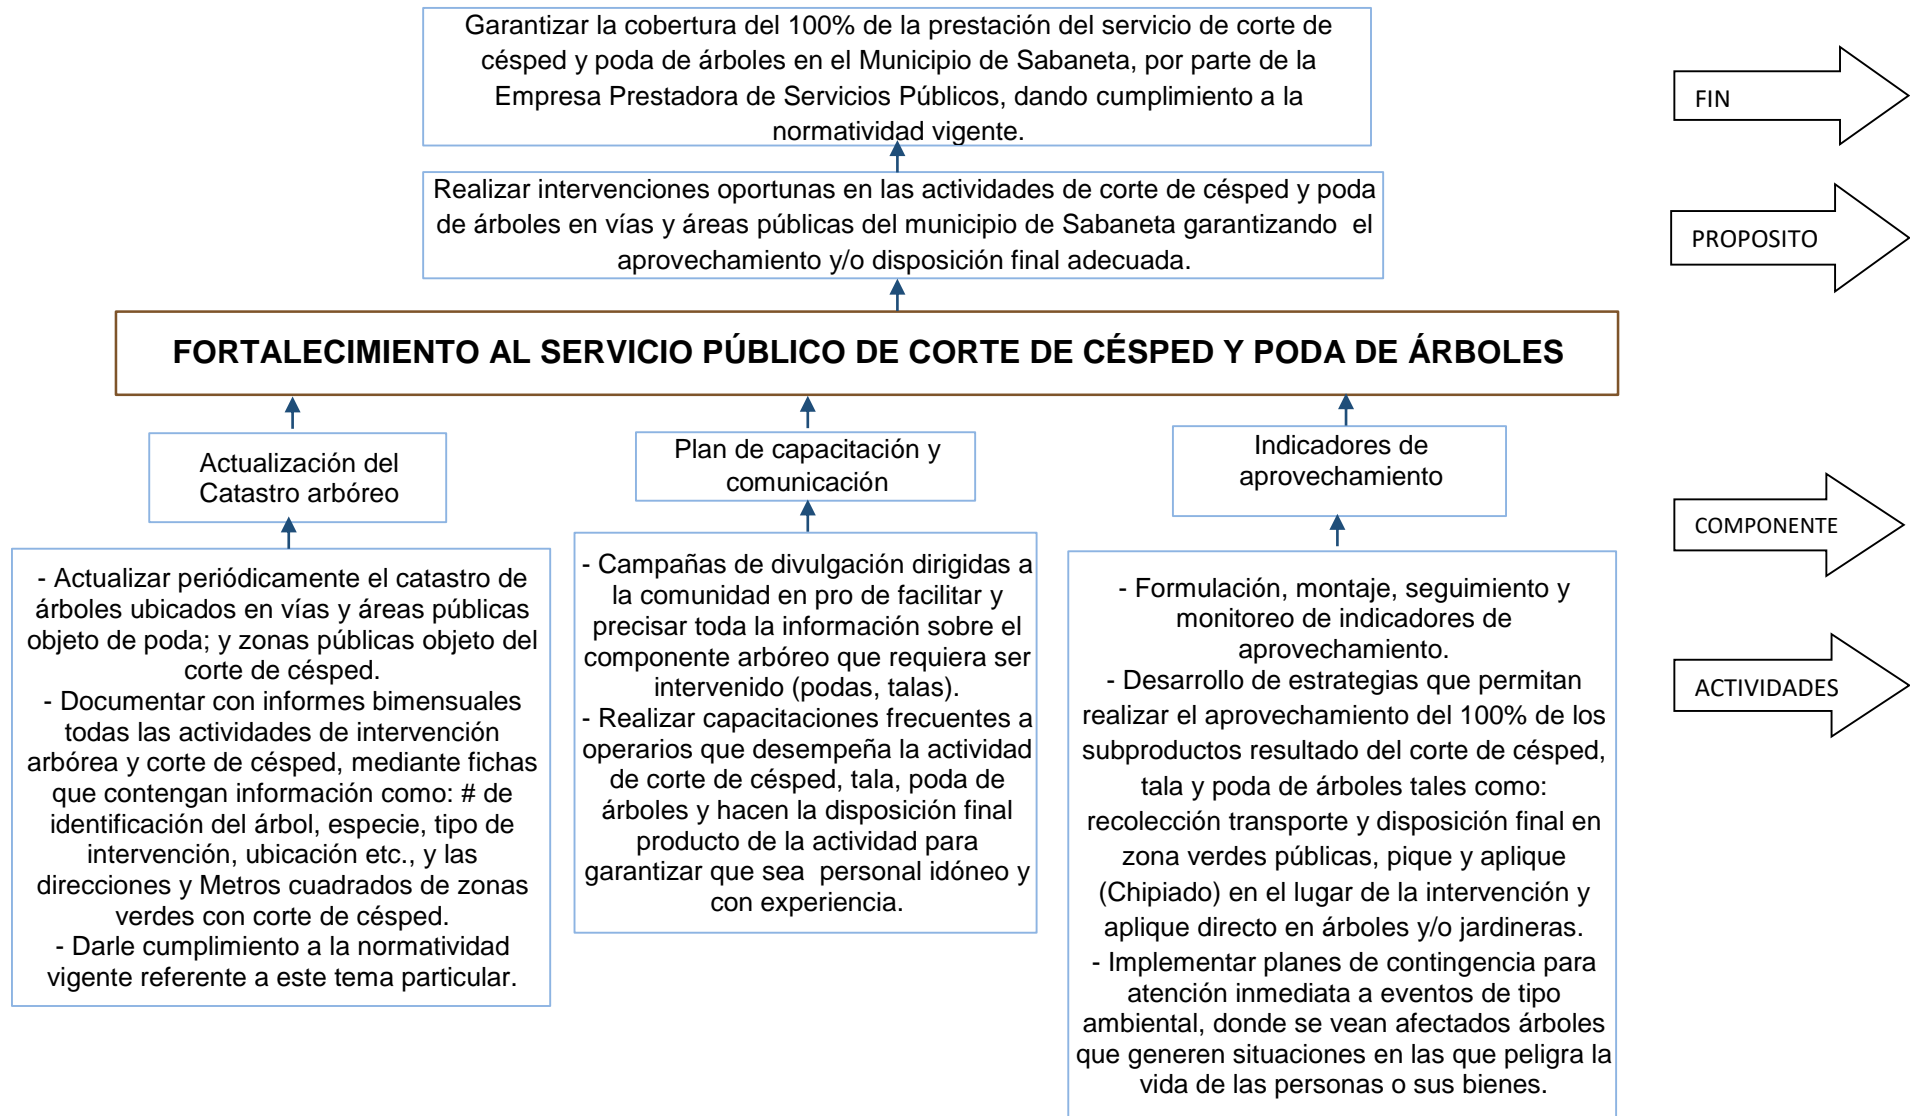 Garantizar la cobertura del 100% de la prestación del servicio de corte de
césped y poda de árboles en el Municipio de Sabaneta, por parte de la
Empresa Prestadora de Servicios Públicos, dando cumplimiento a la
normatividad vigente.
FIN
Realizar intervenciones oportunas en las actividades de corte de césped y poda
de árboles en vías y áreas públicas del municipio de Sabaneta garantizando el
aprovechamiento y/o disposición final adecuada.
PROPOSITO
FORTALECIMIENTO AL SERVICIO PÚBLICO DE CORTE DE CÉSPED Y PODA DE ÁRBOLES
Actualización del
Catastro arbóreo
Plan de capacitación y
comunicación
Indicadores de
aprovechamiento
COMPONENTE
- Actualizar periódicamente el catastro de
árboles ubicados en vías y áreas públicas
objeto de poda; y zonas públicas objeto del
corte de césped.
- Documentar con informes bimensuales
todas las actividades de intervención
arbórea y corte de césped, mediante fichas
que contengan información como: # de
identificación del árbol, especie, tipo de
intervención, ubicación etc., y las
direcciones y Metros cuadrados de zonas
verdes con corte de césped.
- Darle cumplimiento a la normatividad
vigente referente a este tema particular.
- Campañas de divulgación dirigidas a
la comunidad en pro de facilitar y
precisar toda la información sobre el
componente arbóreo que requiera ser
intervenido (podas, talas).
- Realizar capacitaciones frecuentes a
operarios que desempeña la actividad
de corte de césped, tala, poda de
árboles y hacen la disposición final
producto de la actividad para
garantizar que sea personal idóneo y
con experiencia.
- Formulación, montaje, seguimiento y
monitoreo de indicadores de
aprovechamiento.
- Desarrollo de estrategias que permitan
realizar el aprovechamiento del 100% de los
subproductos resultado del corte de césped,
tala y poda de árboles tales como:
recolección transporte y disposición final en
zona verdes públicas, pique y aplique
(Chipiado) en el lugar de la intervención y
aplique directo en árboles y/o jardineras.
- Implementar planes de contingencia para
atención inmediata a eventos de tipo
ambiental, donde se vean afectados árboles
que generen situaciones en las que peligra la
vida de las personas o sus bienes.
ACTIVIDADES